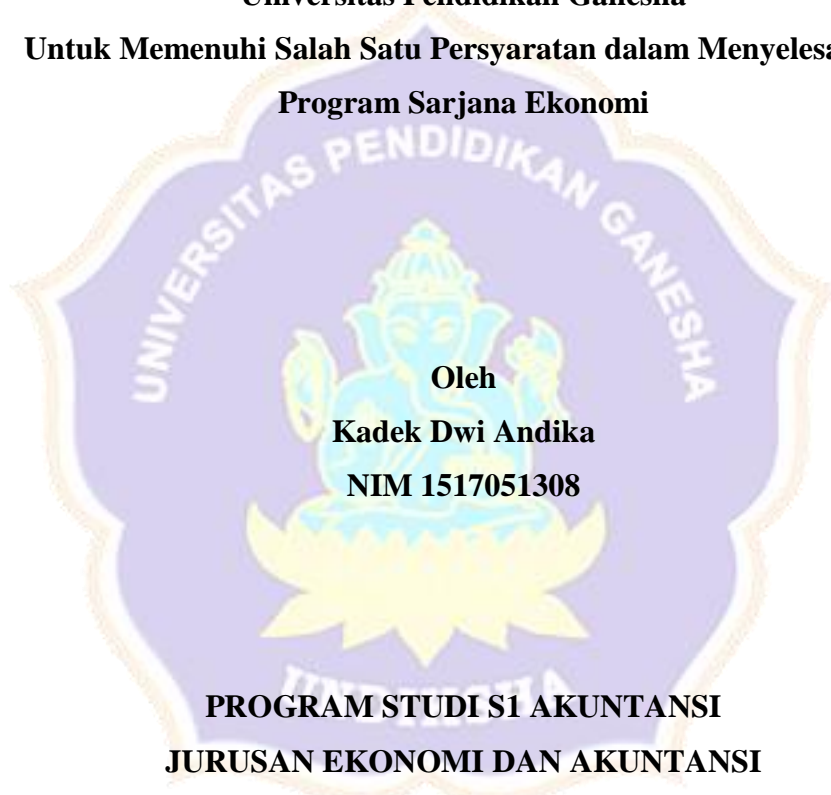 Universitas Pendidikan Ganesha
Untuk Memenuhi Salah Satu Persyaratan dalam
Program Sarjana Ekonomi
UNIVERSITAS PENDIDIKAN GANESHA
Oleh
Kadek Dwi Andika
NIM 1517051308
UNDIKSHA
PROGRAM STUDI S1 AKUNTANSI
JURUSAN EKONOMI DAN AKUNTANSI